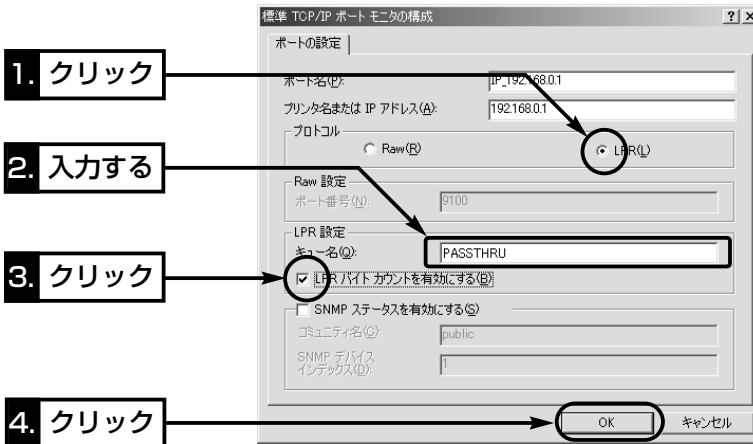 標準 TCP/IP ポート モニタの構成
ポートの設定
1. クリック
ポート名(P):
IP_192.168.0.1
プリンタ名または IP アドレス(A):
192.168.0.1
プロトコル
Raw(R)
LPR(L)
2. 入力する
Raw 設定
ポート番号(N):
9100
LPR 設定
キュー名(Q):
PASSTHRU
3. クリック
LPR バイト カウントを有効にする(B)
SNMP ステータスを有効にする(S)
コミュニティ名(C):
public
SNMP デバイス
インデックス(D):
1
4. クリック
OK
キャンセル